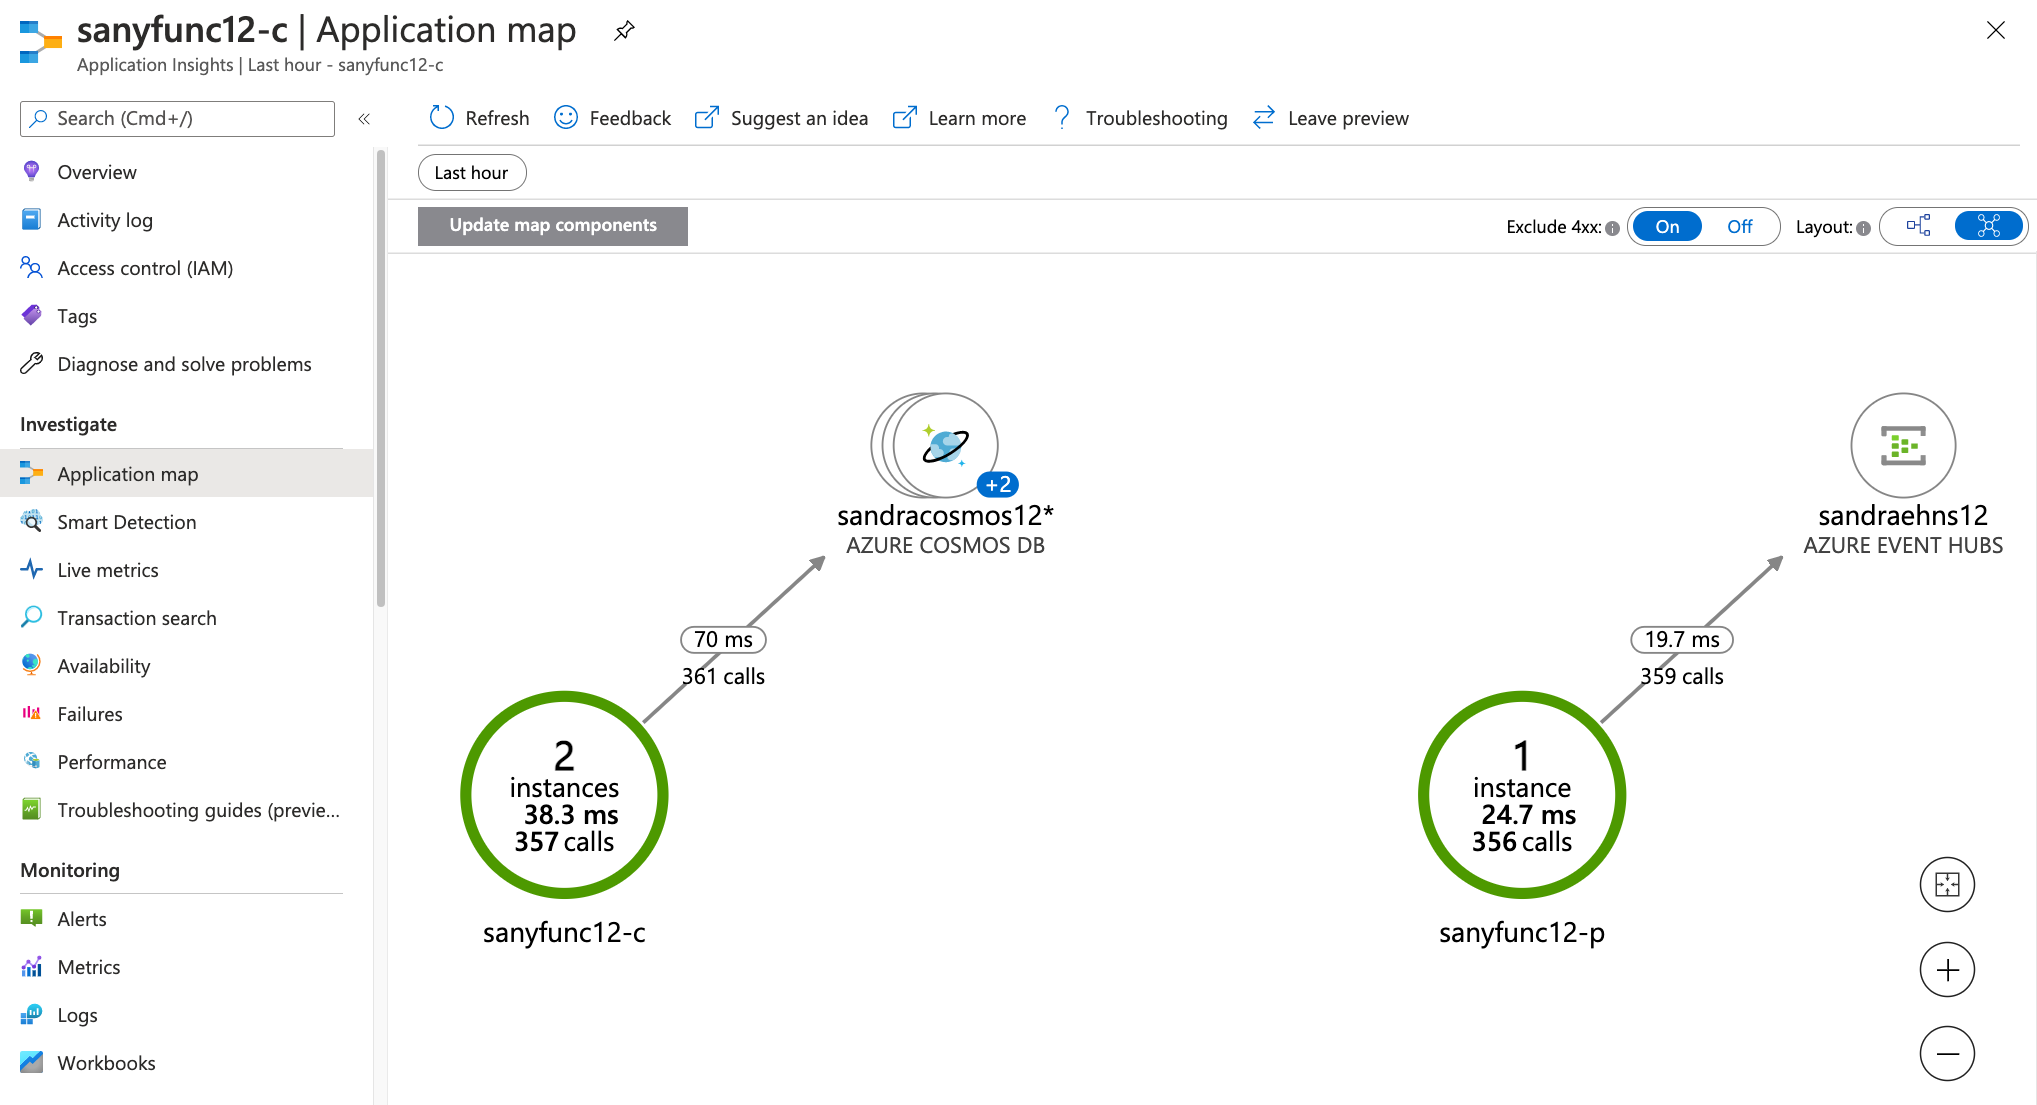 sanyfunc12-c | Application map
Application Insights | Last hour - sanyfunc12-c
Search (Cmd+/)
«
Refresh
Feedback
Suggest an idea
Learn more
Troubleshooting
Leave preview
Overview
Activity log
Access control (IAM)
Tags
Diagnose and solve problems
Investigate
Application map
Smart Detection
Live metrics
Transaction search
Availability
Failures
Performance
Troubleshooting guides (previe...
Monitoring
Alerts
Metrics
Logs
Workbooks
Last hour
Update map components
Exclude 4xx:
On
Off
Layout:
+2
sandracosmos12*
AZURE COSMOS DB
70 ms
361 calls
2
instances
38.3 ms
357 calls
sanyfunc12-c
sandraehns12
AZURE EVENT HUBS
19.7 ms
359 calls
1
instance
24.7 ms
356 calls
sanyfunc12-p